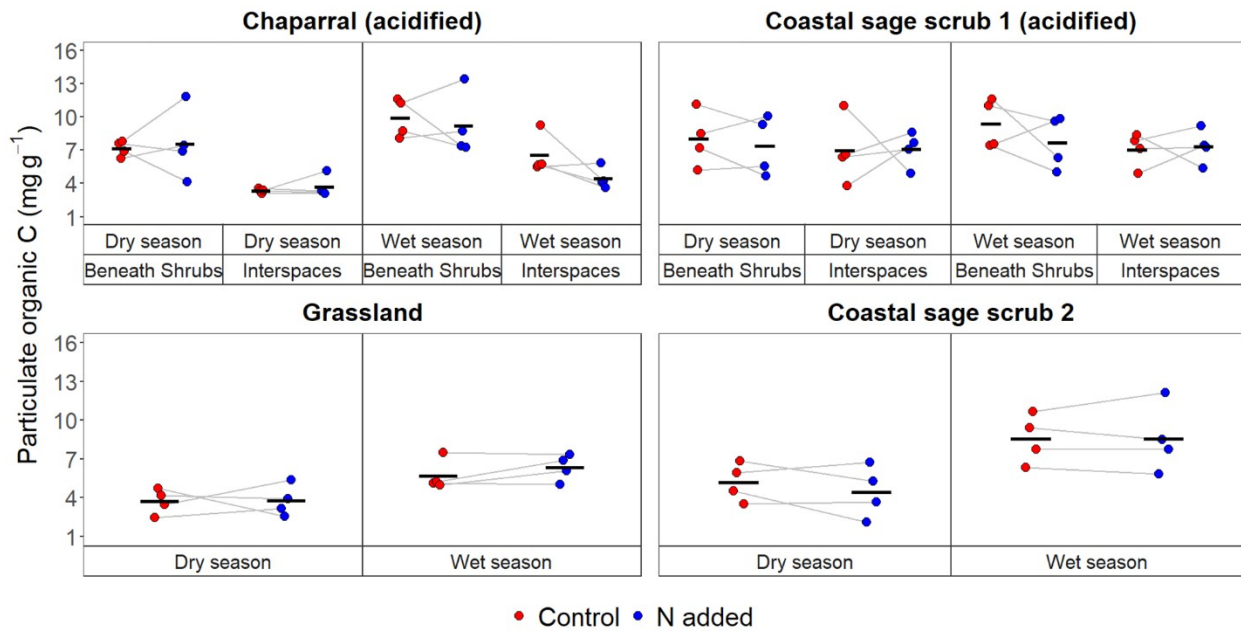 Chaparral (acidified) Coastal sage scrub 1 (acidified)
16
13
10
7
4
1
Dry season Dry season Wet season Wet season Dry season Dry season Wet season Wet season
Beneath Shrubs Interspaces Beneath Shrubs Interspaces Beneath Shrubs Interspaces Beneath Shrubs Interspaces
Particulate organic C (mg g⁻¹)
Grassland Coastal sage scrub 2
16
13
10
7
4
1
Dry season Wet season Dry season Wet season
Control N added